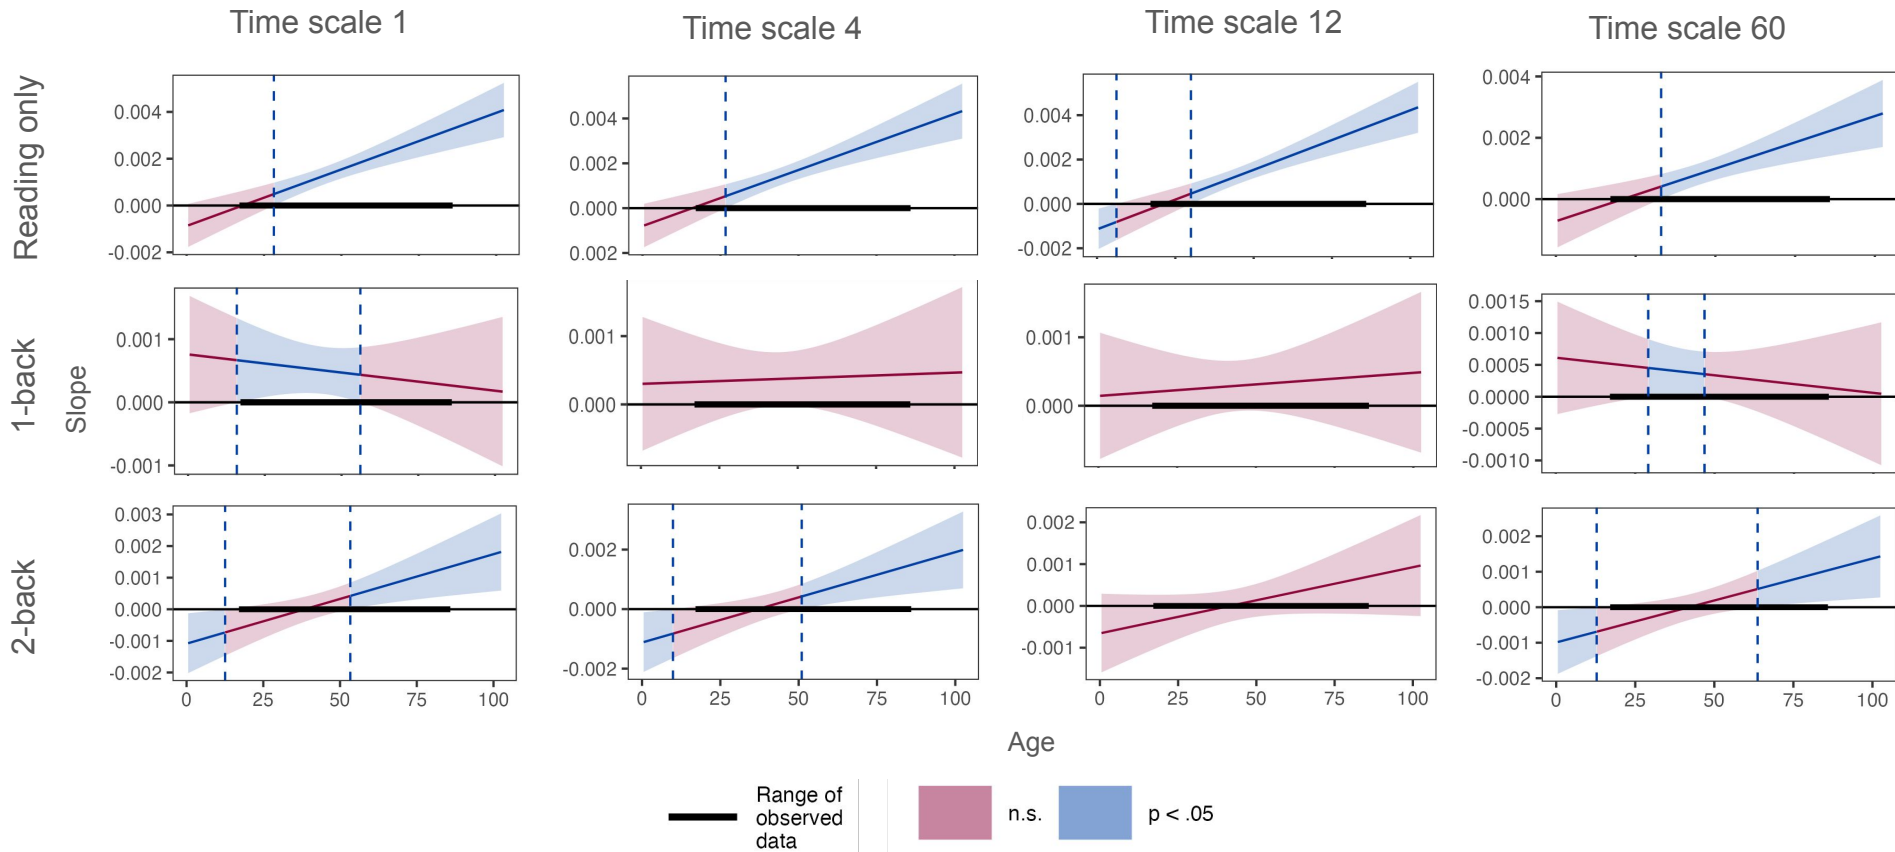 Time scale 1
Time scale 4
Time scale 12
Time scale 60
Reading only
0.004
0.002
0.000
-0.002
0.004
0.002
0.000
0.002
0.004
0.002
0.000
-0.002
0.004
0.002
0.000
1-back
Slope
0.001
0.000
-0.001
0.001
0.000
0.001
0.000
0.0015
0.0010
0.0005
0.0000
-0.0005
-0.0010
2-back
0.003
0.002
0.001
0.000
-0.001
-0.002
0.002
0.000
-0.002
0.002
0.001
0.000
-0.001
0.002
0.001
0.000
-0.001
-0.002
0 25 50 75 100
0 25 50 75 100
0 25 50 75 100
0 25 50 75 100
Age
Range of
observed
data
n.s.
p < .05